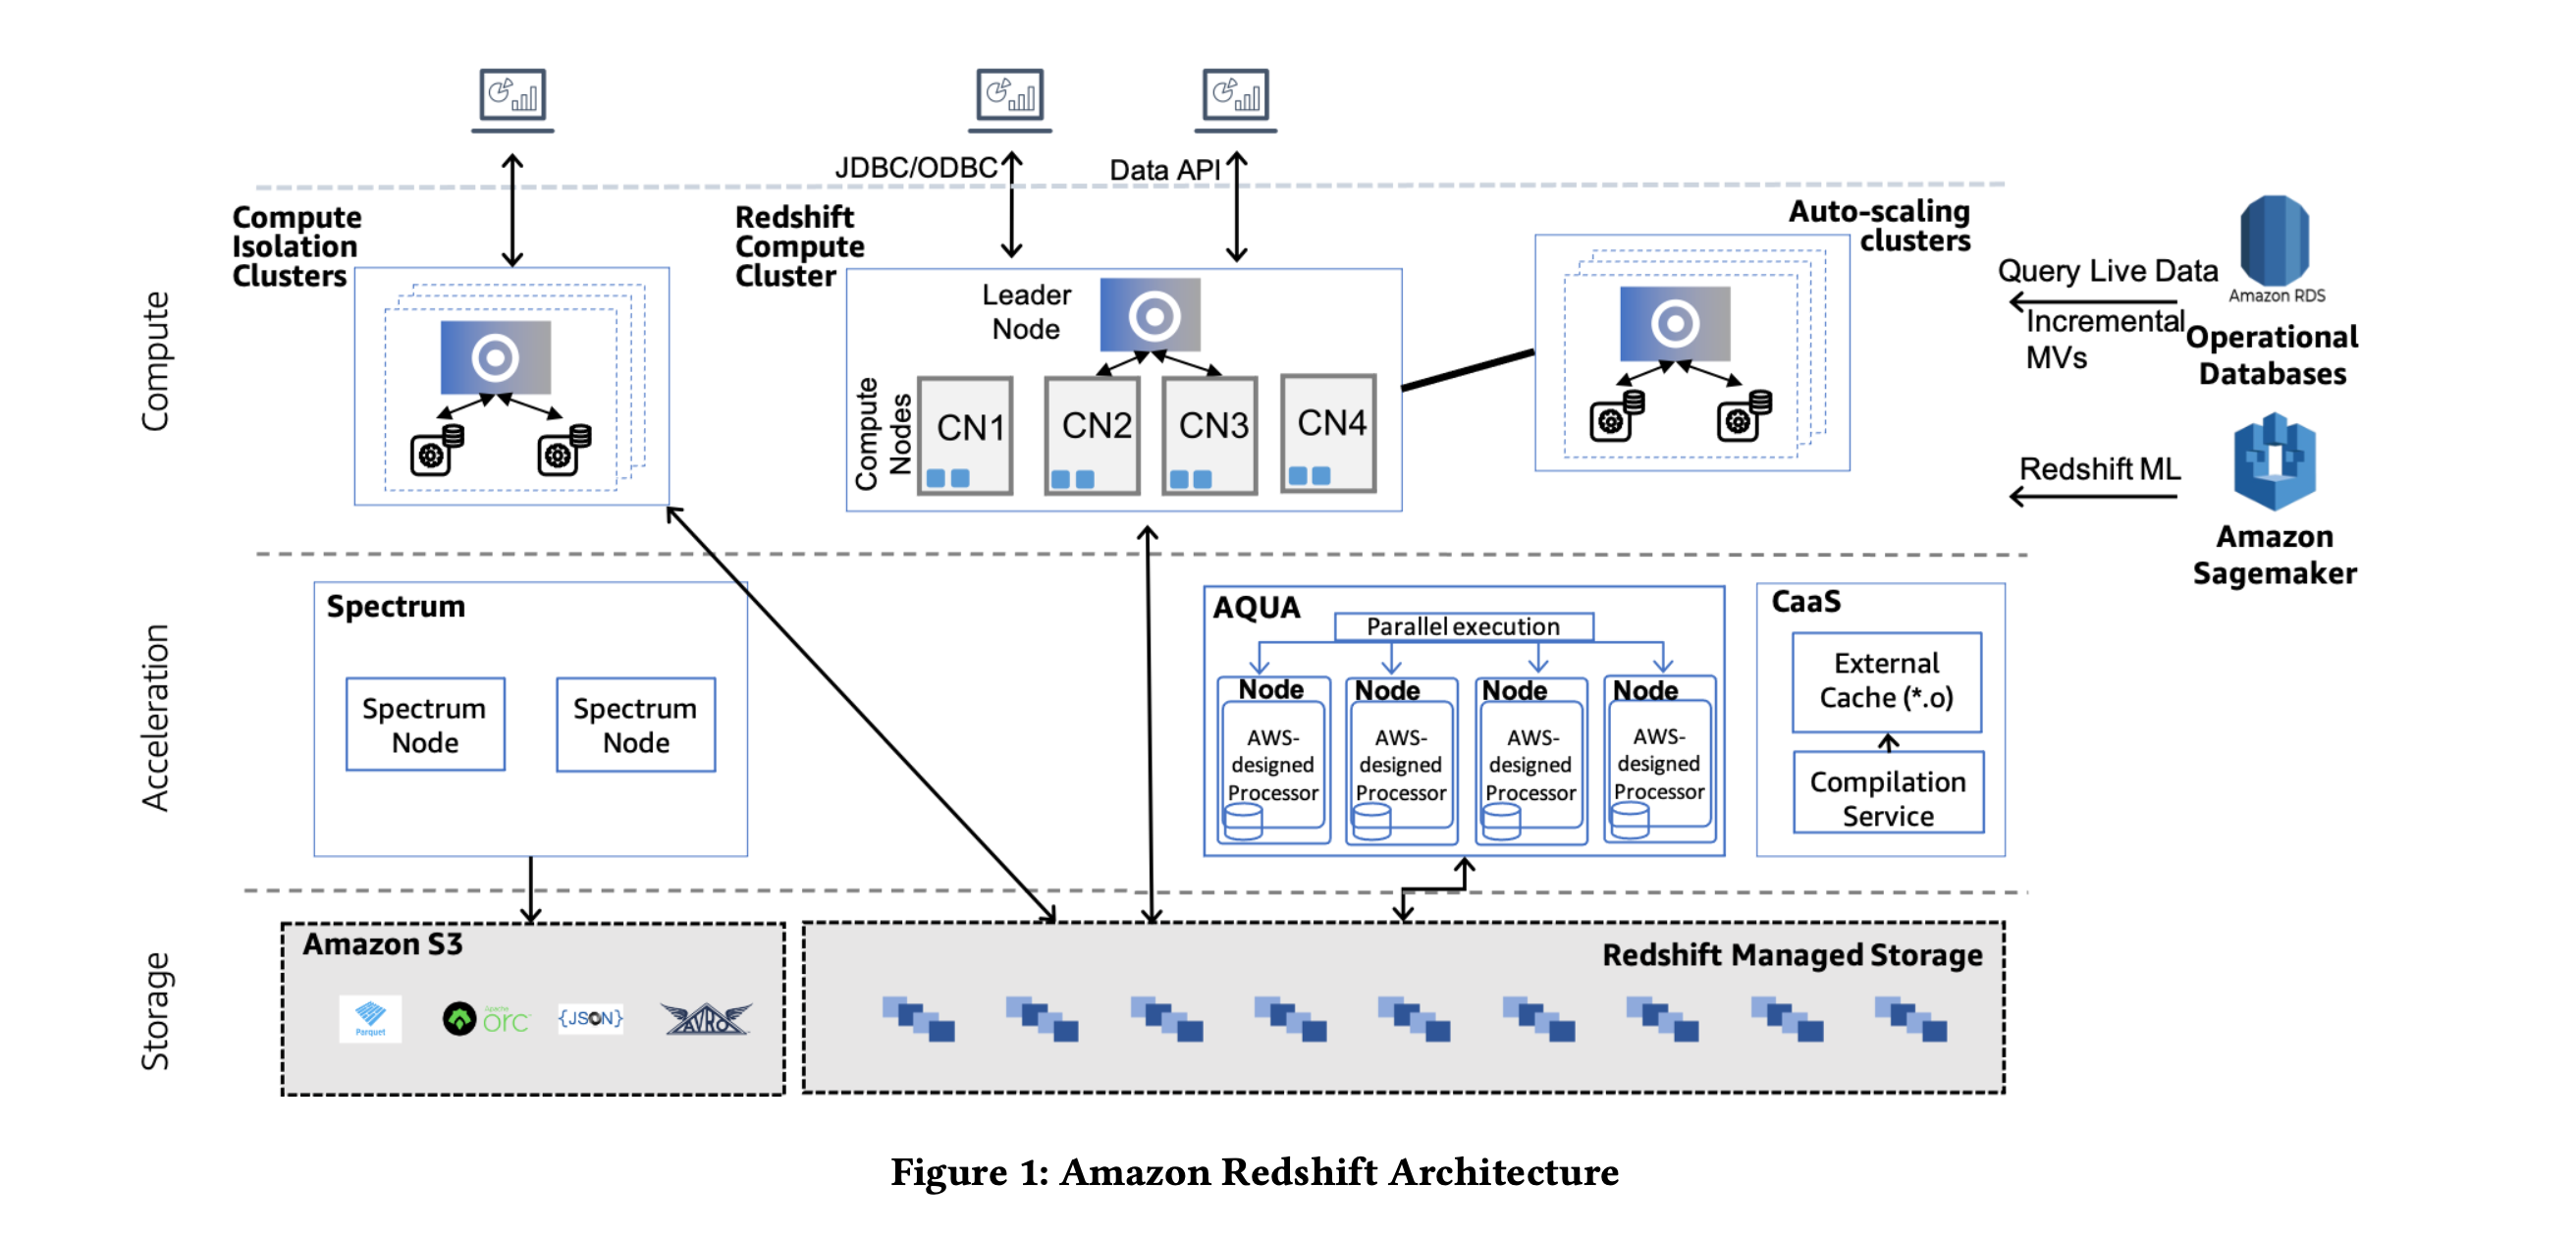 JDBC/ODBC
Data API
Compute
Compute
Isolation
Clusters
Redshift
Compute
Cluster
Leader
Node
Compute
Nodes
CN1
CN2
CN3
CN4
Auto-scaling
clusters
Query Live Data
Incremental
MVs
Amazon RDS
Operational
Databases
Redshift ML
Amazon
Sagemaker
Acceleration
Spectrum
Spectrum
Node
Spectrum
Node
AQUA
Parallel execution
Node
AWS-
designed
Processor
Node
AWS-
designed
Processor
Node
AWS-
designed
Processor
Node
AWS-
designed
Processor
CaaS
External
Cache (*.o)
Compilation
Service
Storage
Amazon S3
Parquet
Apache
orc
{JSON}
AVRO
Redshift Managed Storage
Figure 1: Amazon Redshift Architecture